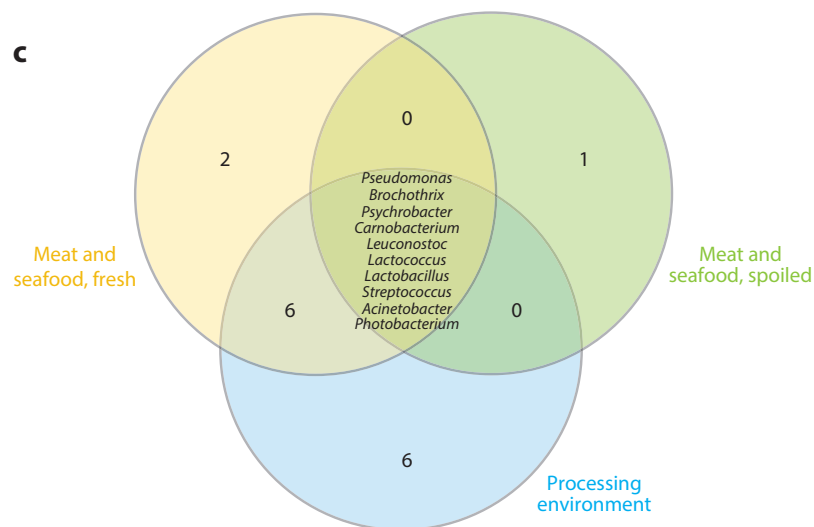 c
0
2
1
Pseudomonas
Brochothrix
Psychrobacter
Carnobacterium
Leuconostoc
Lactococcus
Lactobacillus
Streptococcus
Acinetobacter
Photobacterium
Meat and
seafood, fresh
Meat and
seafood, spoiled
6
0
6
Processing
environment